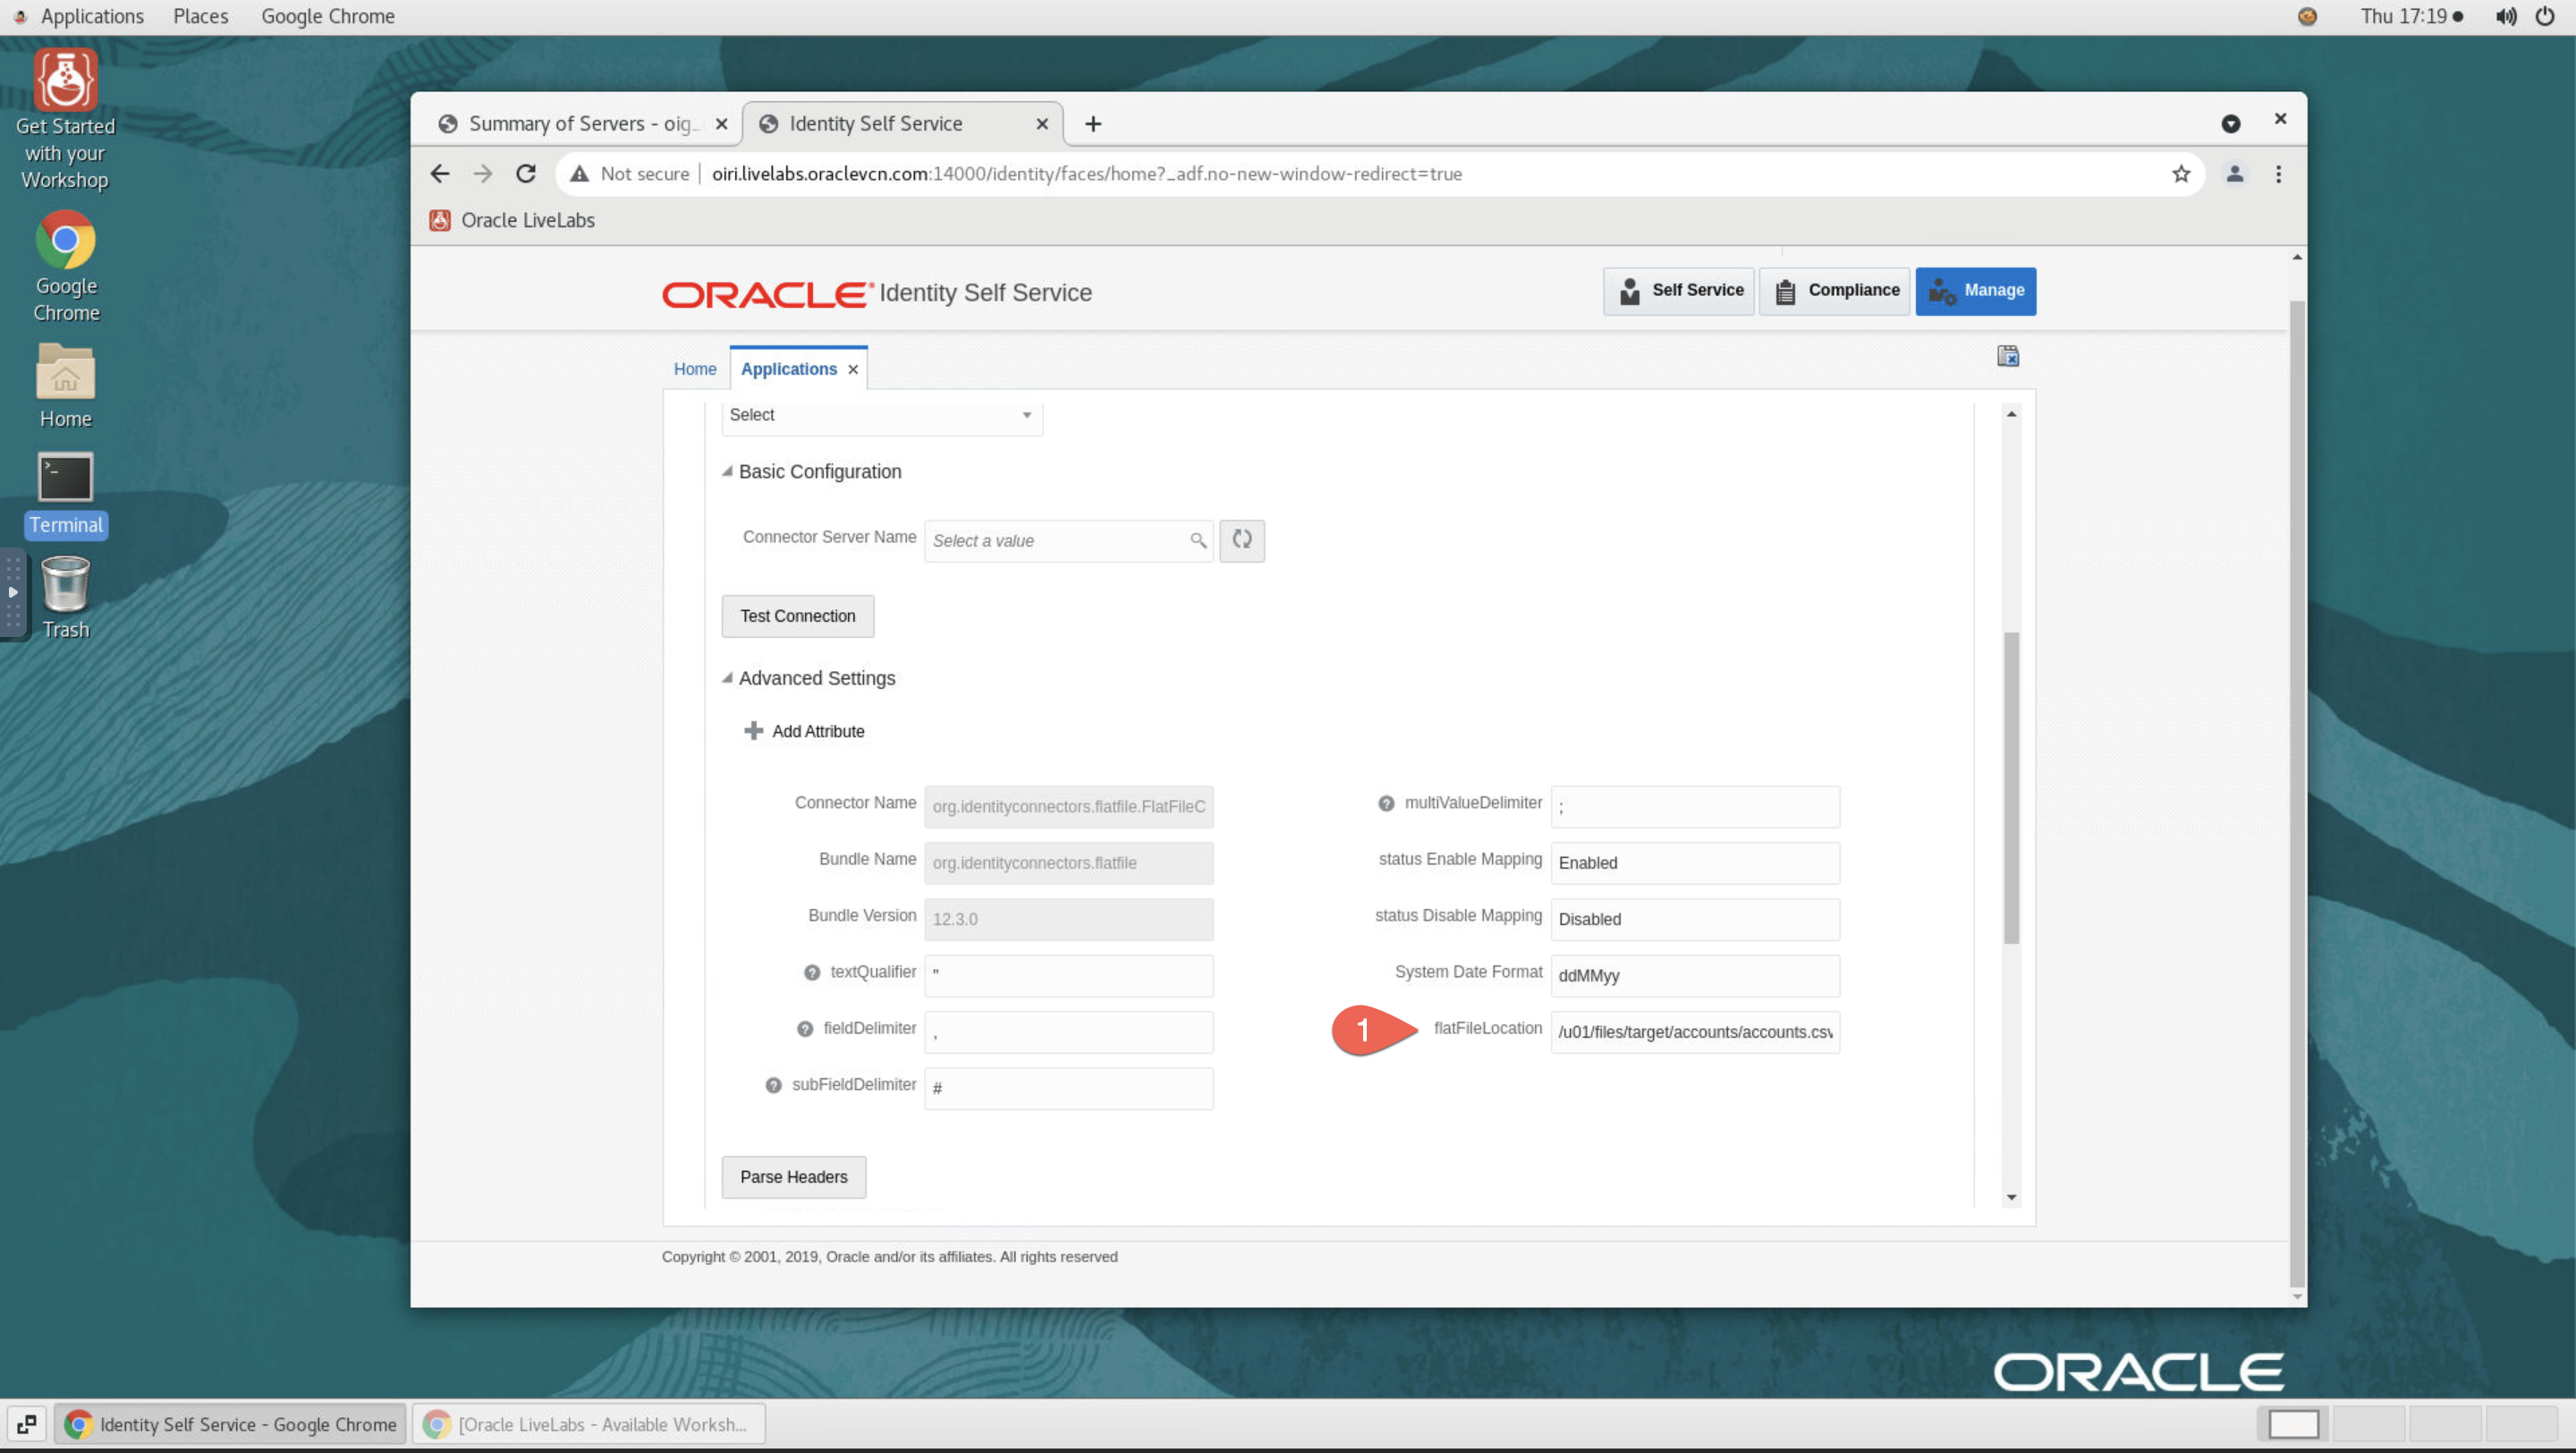 Applications Places Google Chrome Thu 17:19
Get Started
with your
Workshop
Google
Chrome
Home
Terminal
Trash
Summary of Servers - oig_
Identity Self Service
Not secure oiri.livelabs.oraclevcn.com:14000/identity/faces/home?_adf.no-new-window-redirect=true
Oracle LiveLabs
ORACLE® Identity Self Service
Self Service Compliance Manage
Home Applications
Select
Basic Configuration
Connector Server Name Select a value
Test Connection
Advanced Settings
Add Attribute
Connector Name org.identityconnectors.flatfile.FlatFileC
multiValueDelimiter ;
Bundle Name org.identityconnectors.flatfile
status Enable Mapping Enabled
Bundle Version 12.3.0
status Disable Mapping Disabled
textQualifier "
System Date Format ddMMyy
fieldDelimiter ,
1 flatFileLocation /u01/files/target/accounts/accounts.csv
subFieldDelimiter #
Parse Headers
Copyright © 2001, 2019, Oracle and/or its affiliates. All rights reserved
ORACLE
Identity Self Service - Google Chrome
[Oracle LiveLabs - Available Worksh...